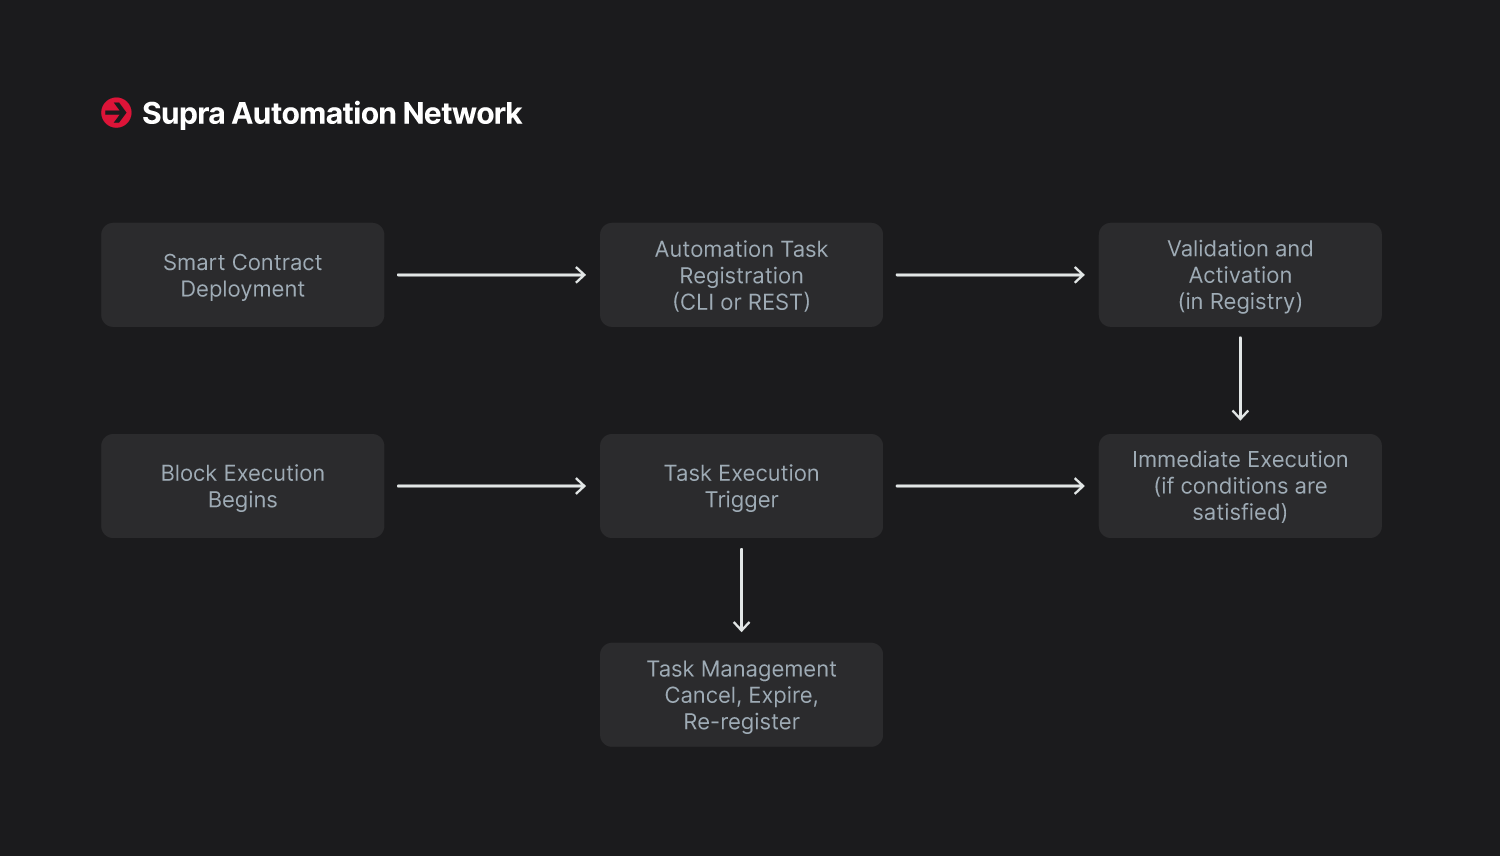 Supra Automation Network
Smart Contract
Deployment
Automation Task
Registration
(CLI or REST)
Validation and
Activation
(in Registry)
Block Execution
Begins
Task Execution
Trigger
Immediate Execution
(if conditions are
satisfied)
Task Management
Cancel, Expire,
Re-register